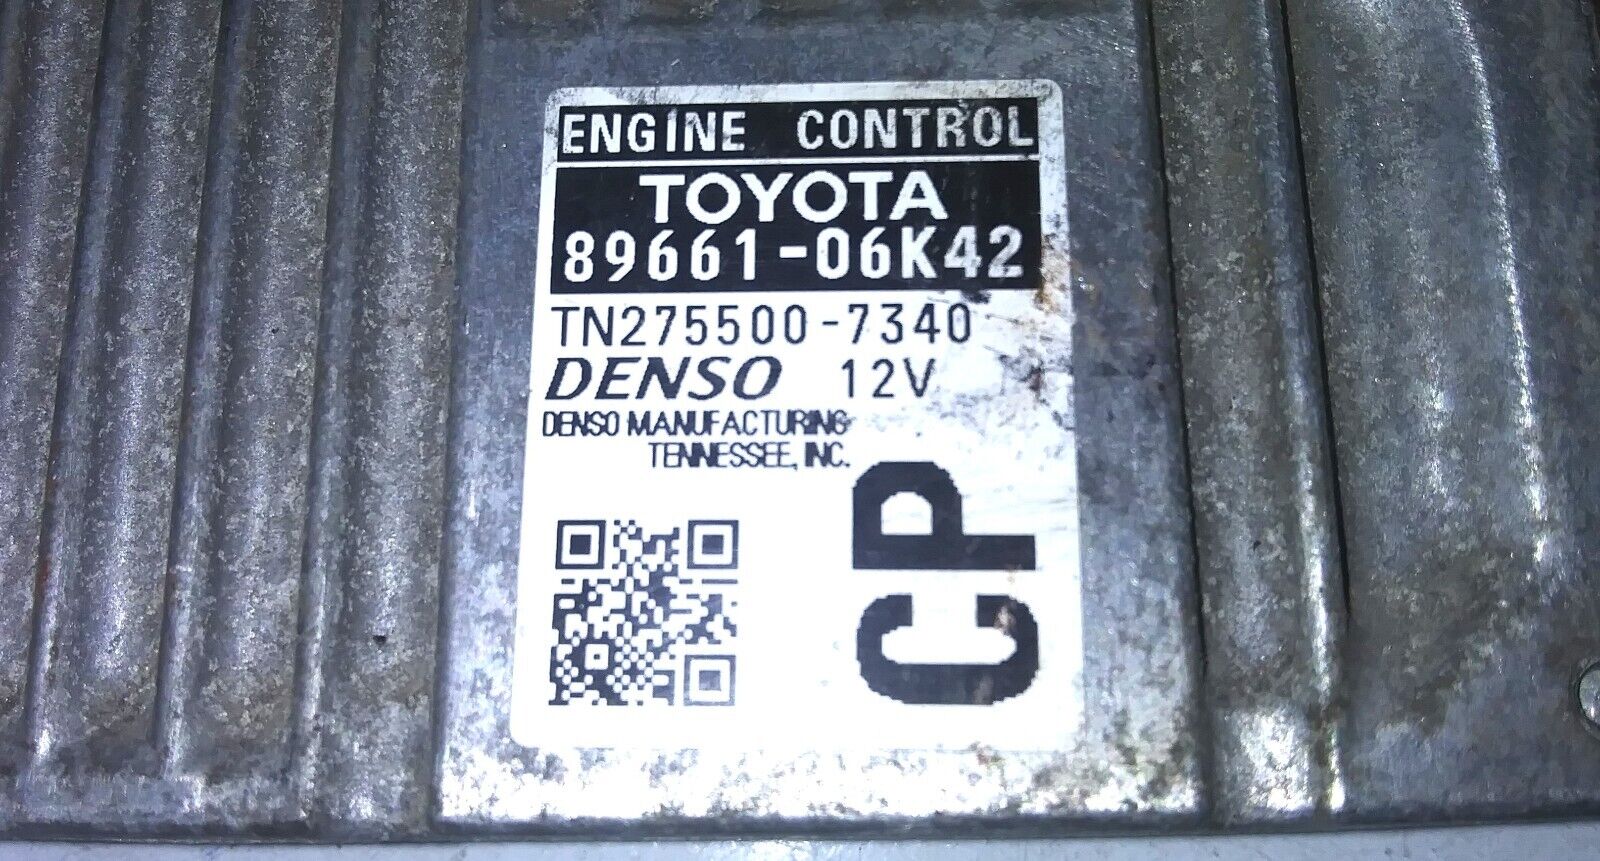 ENGINE CONTROL
TOYOTA
89661-06K42
TN275500-7340
DENSO 12V
DENSO MANUFACTURING
TENNESSEE, INC.
CP